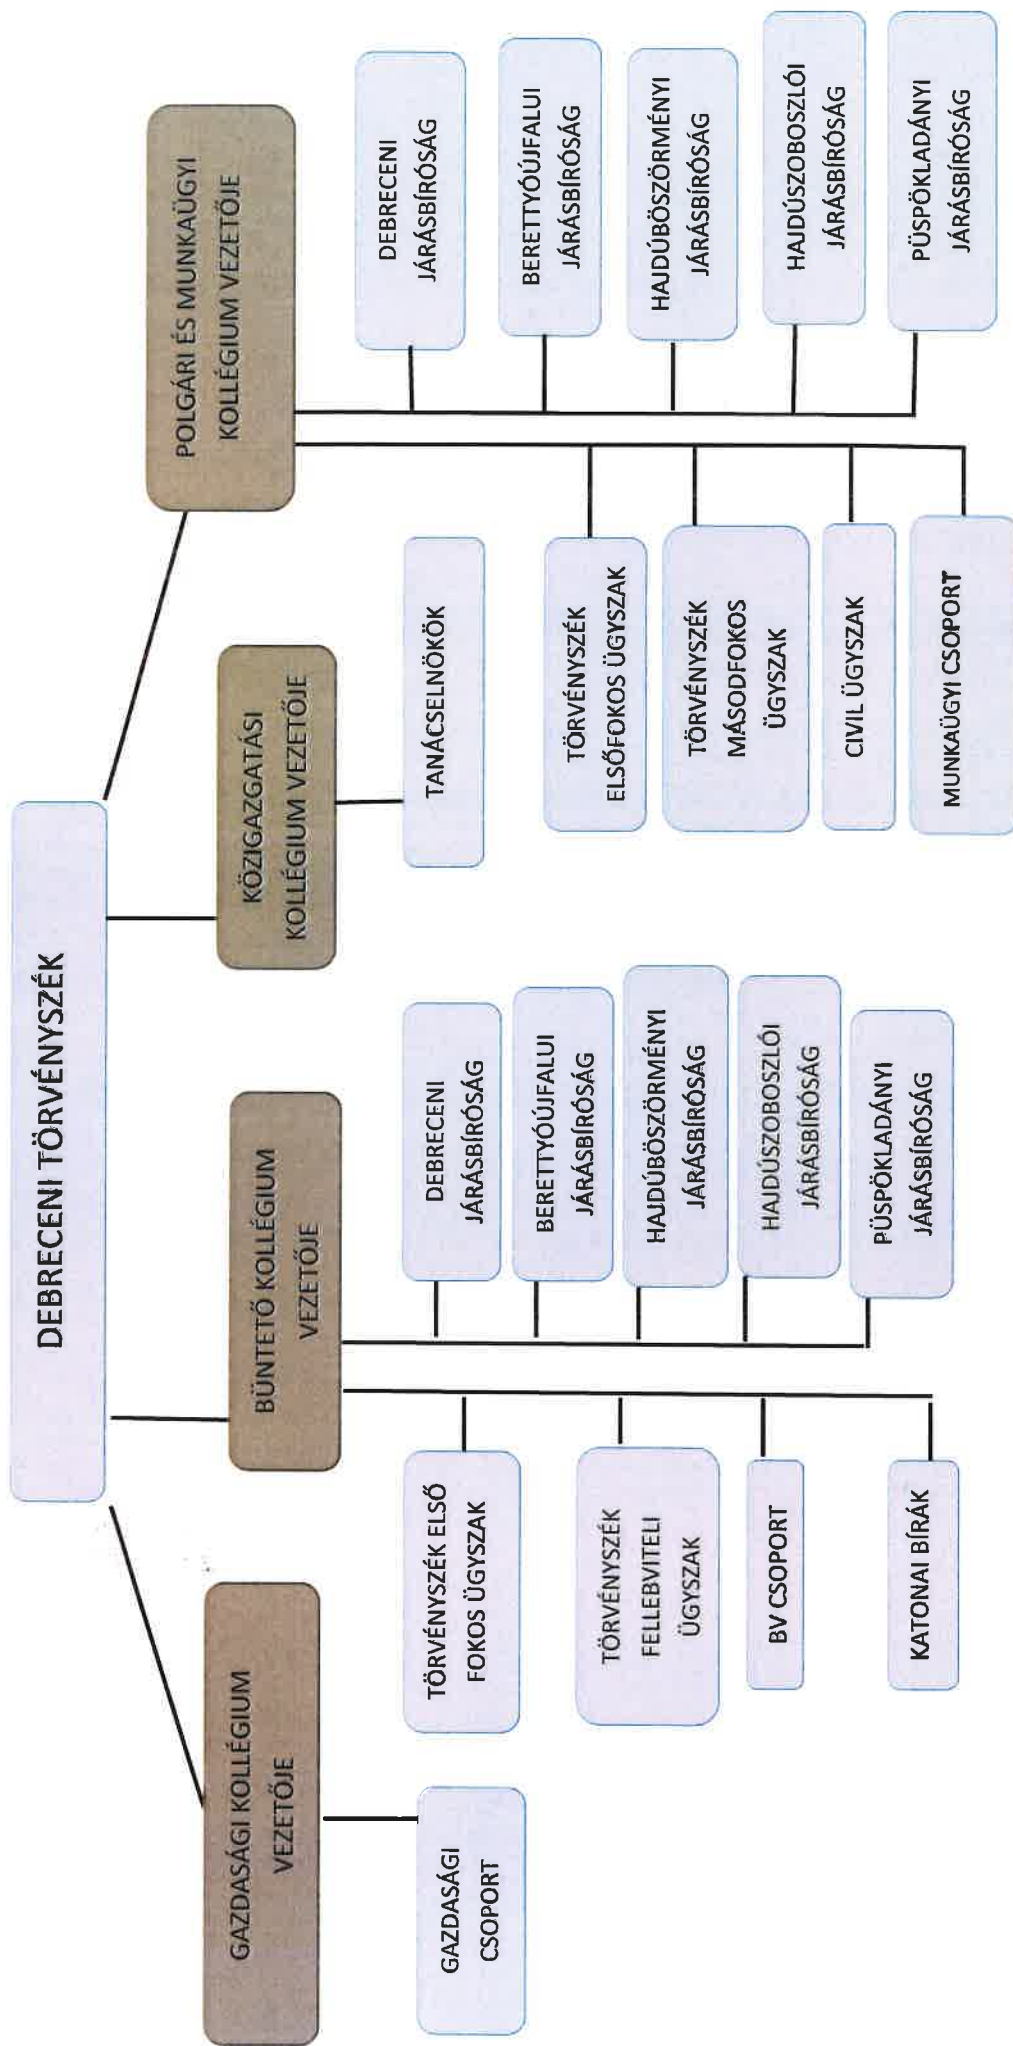 DEBRECENI TÖRVÉNYSZÉK
GAZDASÁGI KOLLÉGIUM
VEZETŐJE
GAZDASÁGI
CSOPORT
BÜNTETŐ KOLLÉGIUM
VEZETŐJE
TÖRVÉNYSZÉK ELSŐ
FOKOS ÜGYSZAK
TÖRVÉNYSZÉK
FELLEBVITELI
ÜGYSZAK
BV CSOPORT
KATONAI BÍRÁK
DEBRECENI
JÁRÁSBÍRÓSÁG
BERETTYÓÚJFALUI
JÁRÁSBÍRÓSÁG
HAJDÚBÖSZÖRMÉNYI
JÁRÁSBÍRÓSÁG
HAJDÚSZOBOSZLÓI
JÁRÁSBÍRÓSÁG
PÜSPÖKLADÁNYI
JÁRÁSBÍRÓSÁG
KÖZIGAZGATÁSI
KOLLÉGIUM VEZETŐJE
TANÁCSELNÖKÖK
POLGÁRI ÉS MUNKAÜGYI
KOLLÉGIUM VEZETŐJE
TÖRVÉNYSZÉK
ELSŐFOKOS ÜGYSZAK
TÖRVÉNYSZÉK
MÁSODFOKOS
ÜGYSZAK
CIVIL ÜGYSZAK
MUNKAÜGYI CSOPORT
DEBRECENI
JÁRÁSBÍRÓSÁG
BERETTYÓÚJFALUI
JÁRÁSBÍRÓSÁG
HAJDÚBÖSZÖRMÉNYI
JÁRÁSBÍRÓSÁG
HAJDÚSZOBOSZLÓI
JÁRÁSBÍRÓSÁG
PÜSPÖKLADÁNYI
JÁRÁSBÍRÓSÁG